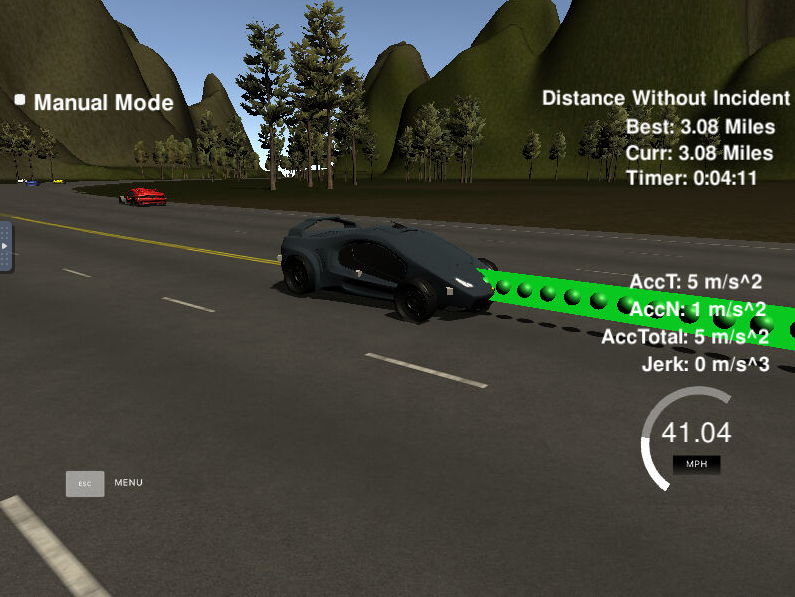 Manual Mode
Distance Without Incident
Best: 3.08 Miles
Curr: 3.08 Miles
Timer: 0:04:11
AccT: 5 m/s^2
AccN: 1 m/s^2
AccTotal: 5 m/s^2
Jerk: 0 m/s^3
41.04
MPH
ESC MENU